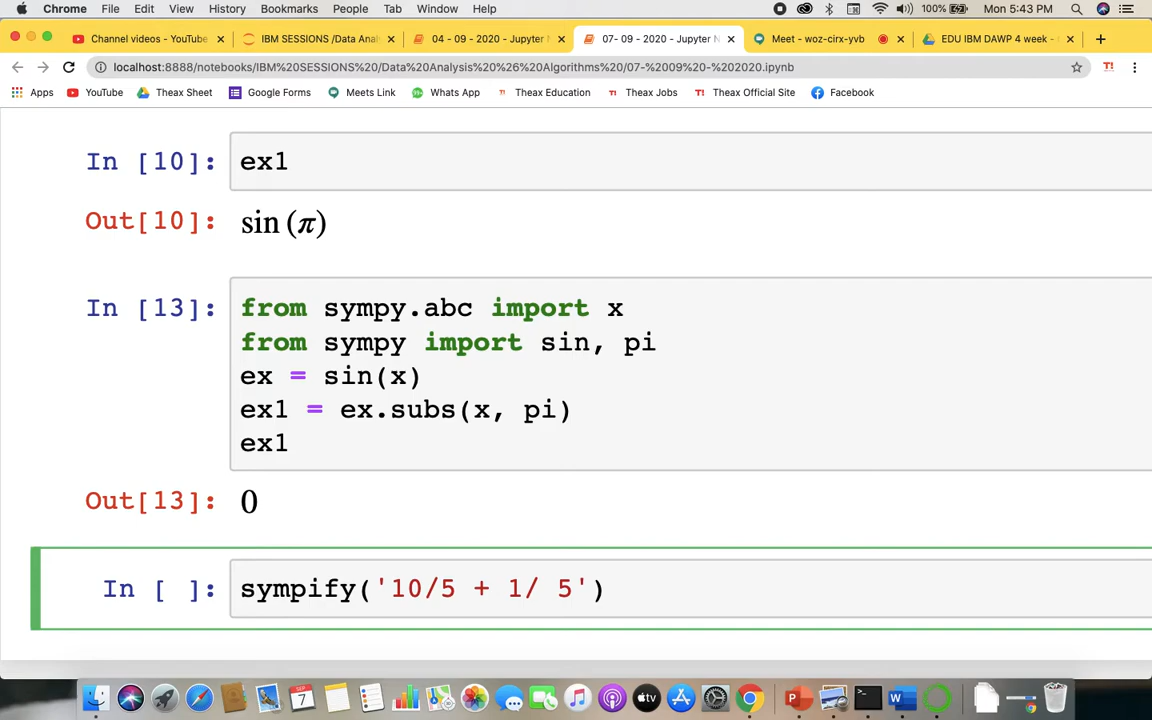 Chrome File Edit View History Bookmarks People Tab Window Help 100% Mon 5:43 PM
Channel videos - YouTube IBM SESSIONS /Data Anal 04 - 09 - 2020 - Jupyter N 07- 09 - 2020 - Jupyter N Meet - woz-cirx-yvb EDU IBM DAWP 4 week -
localhost:8888/notebooks/IBM%20SESSIONS%20/Data%20Analysis%20%26%20Algorithms%20/07-%2009%20-%202020.ipynb T!
Apps YouTube Theax Sheet Google Forms Meets Link Whats App Theax Education Theax Jobs Theax Official Site Facebook
In [10]: ex1
Out[10]: sin (π)
In [13]: from sympy.abc import x
from sympy import sin, pi
ex = sin(x)
ex1 = ex.subs(x, pi)
ex1
Out[13]: 0
In [ ]: sympify('10/5 + 1/ 5')